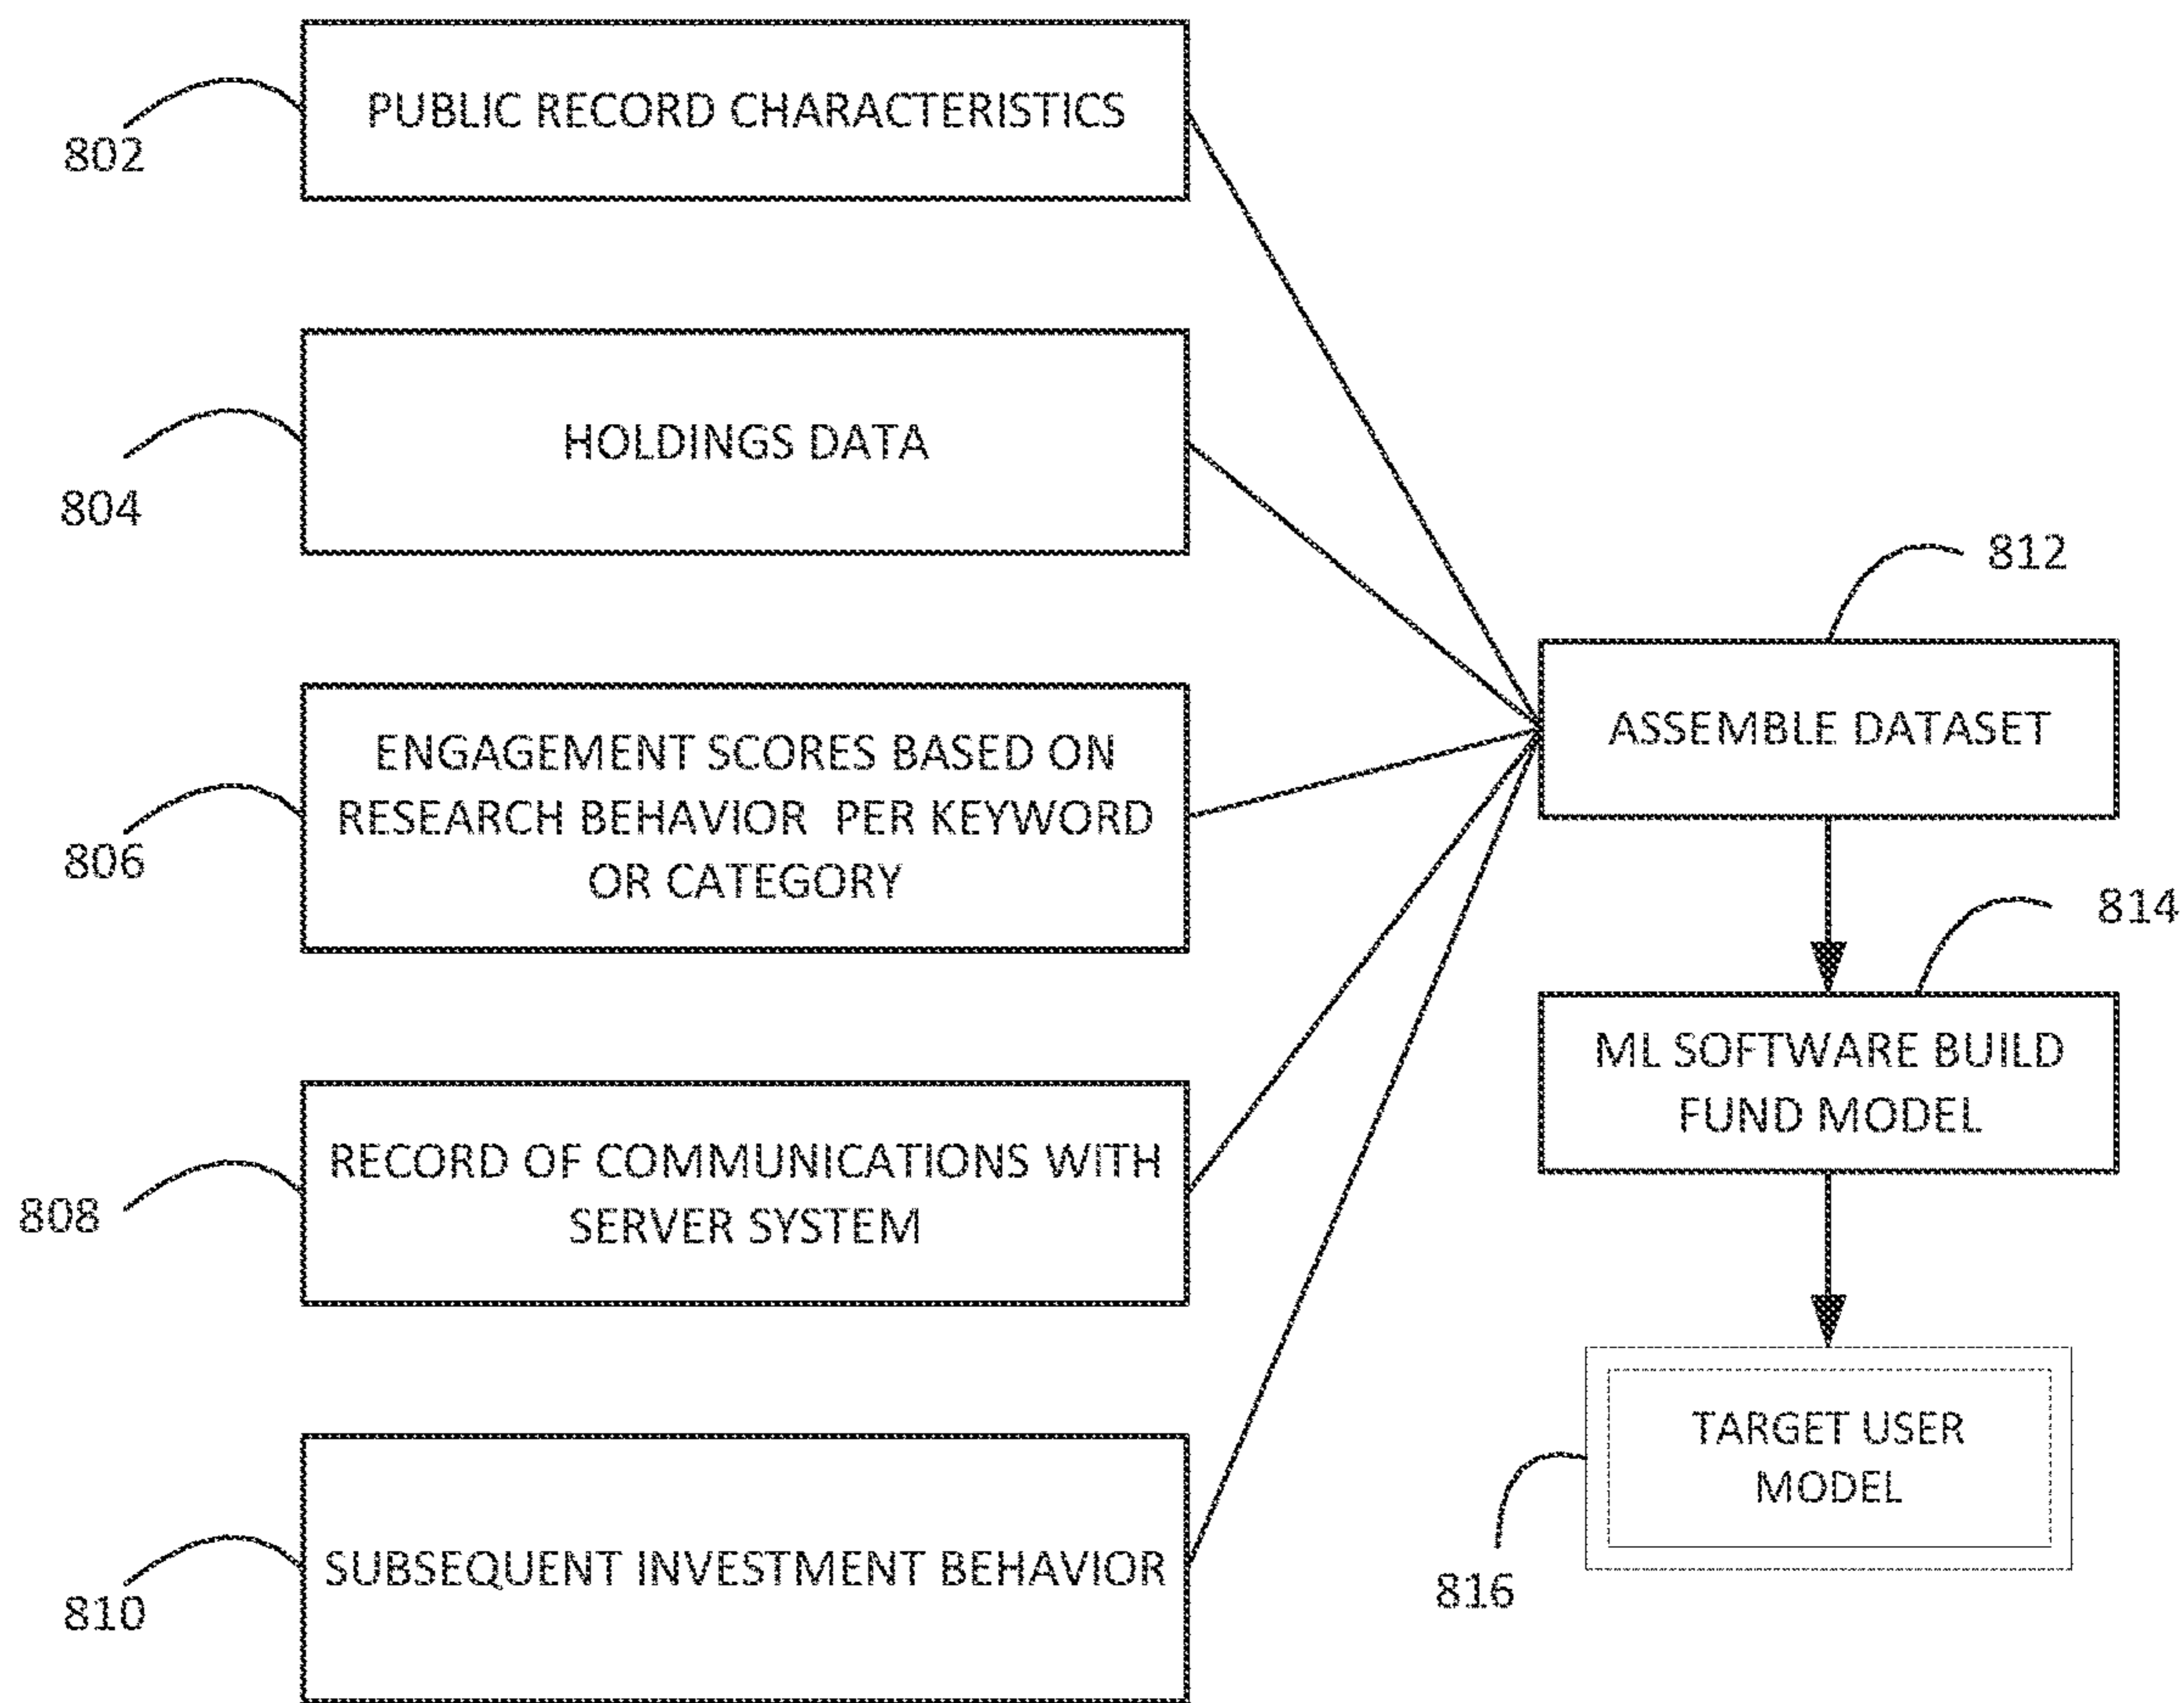 PUBLIC RECORD CHARACTERISTICS
802
HOLDINGS DATA
804
ENGAGEMENT SCORES BASED ON
RESEARCH BEHAVIOR PER KEYWORD
OR CATEGORY
806
RECORD OF COMMUNICATIONS WITH
SERVER SYSTEM
808
SUBSEQUENT INVESTMENT BEHAVIOR
810
812
ASSEMBLE DATASET
814
ML SOFTWARE BUILD
FUND MODEL
TARGET USER
MODEL
816